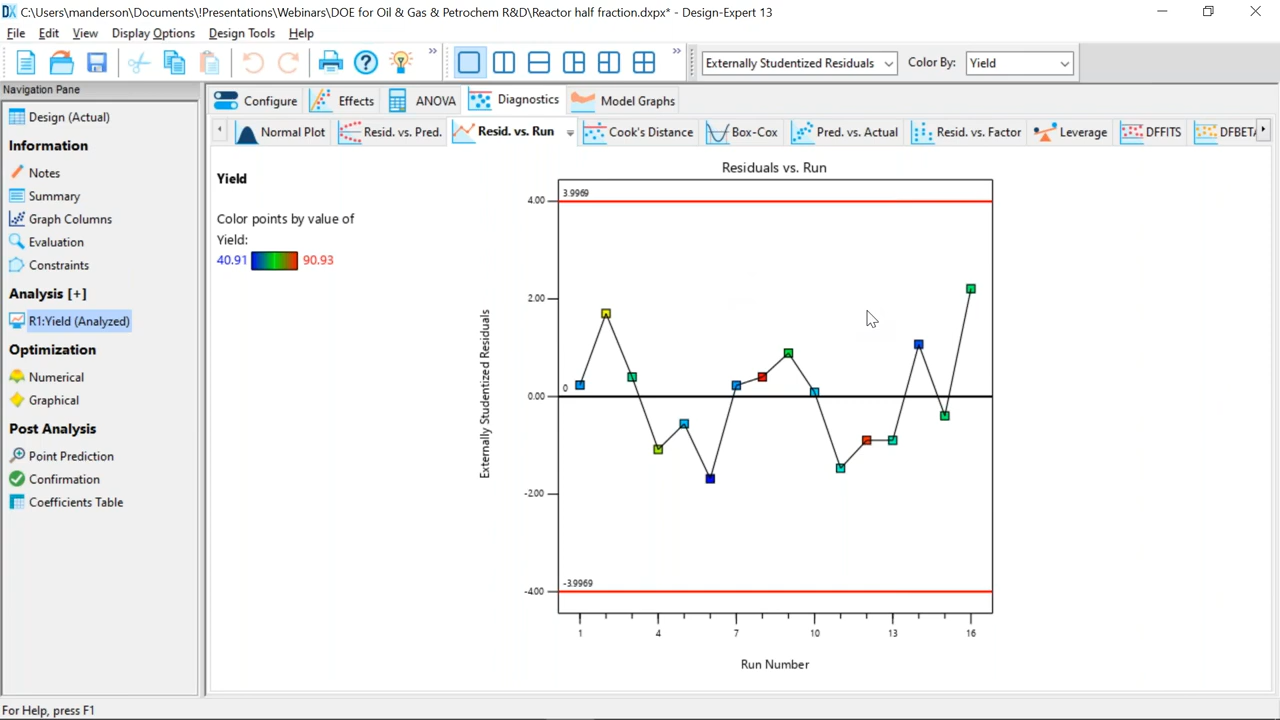 DX C:\Users\manderson\Documents\!Presentations\Webinars\DOE for Oil & Gas & Petrochem R&D\Reactor half fraction.dxpx* - Design-Expert 13
File Edit View Display Options Design Tools Help
Externally Studentized Residuals Color By: Yield
Navigation Pane
Design (Actual)
Information
Notes
Summary
Graph Columns
Evaluation
Constraints
Analysis [+]
R1:Yield (Analyzed)
Optimization
Numerical
Graphical
Post Analysis
Point Prediction
Confirmation
Coefficients Table
Configure Effects ANOVA Diagnostics Model Graphs
Normal Plot Resid. vs. Pred. Resid. vs. Run Cook's Distance Box-Cox Pred. vs. Actual Resid. vs. Factor Leverage DFFITS DFBETA
Yield
Color points by value of
Yield:
40.91 90.93
Residuals vs. Run
3.9969
4.00
2.00
0
0.00
-2.00
-3.9969
-4.00
Externally Studentized Residuals
1 4 7 10 13 16
Run Number
For Help, press F1